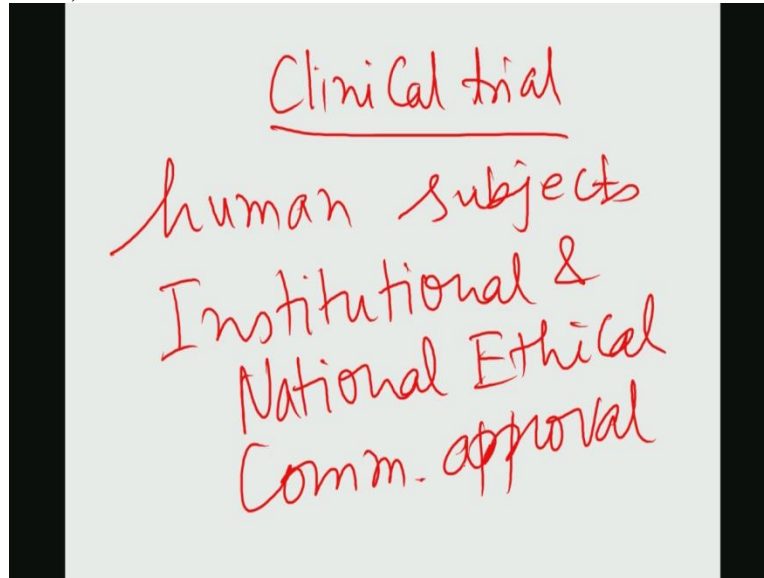 Clinical trial
human subjects
Institutional &
National Ethical
Comm. approval